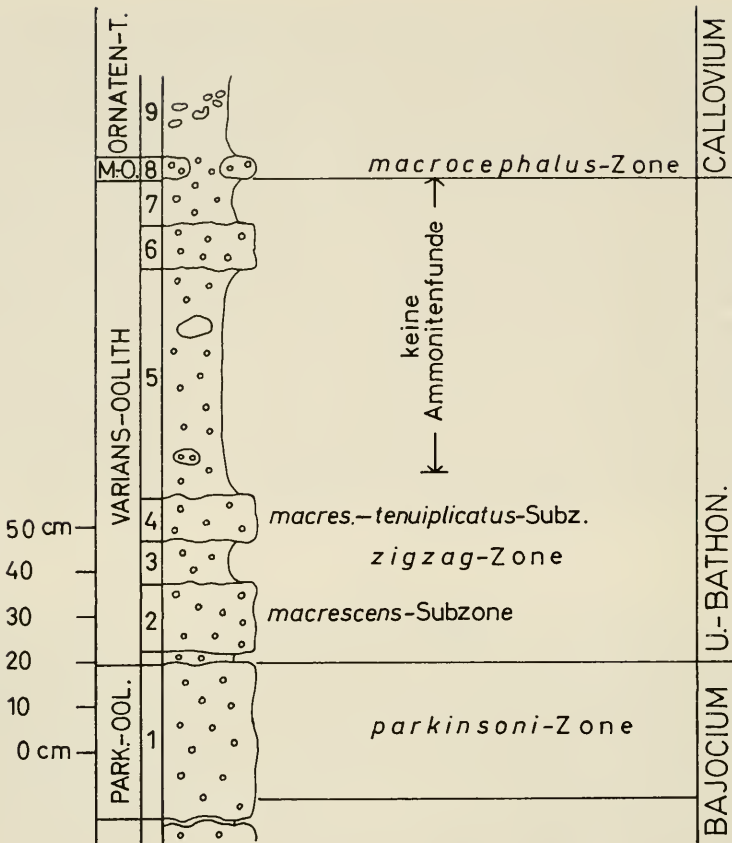 ORNATEN-T.
CALLOVIUM
9
M.-O.
8
macrocephalus-Zone
7
6
keine
Ammonitenfunde
VARIANS-OOLITH
5
U.-BATHON.
4
macres.-tenuiplicatus-Subz.
50 cm
3
zigzag-Zone
40
2
macrescens-Subzone
30
20
PARK.-OOL.
1
parkinsoni-Zone
BAJOCIUM
10
0 cm